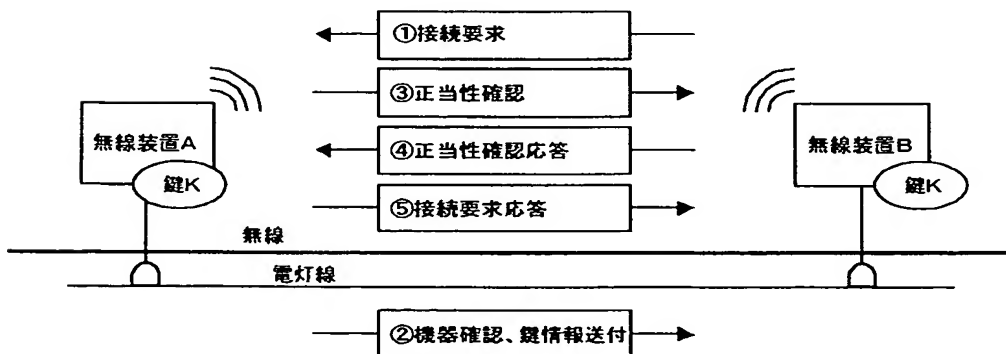 ①接続要求
③正当性確認
無線装置A
④正当性確認応答
無線装置B
鍵K
鍵K
⑤接続要求応答
無線
電灯線
②機器確認、鍵情報送付